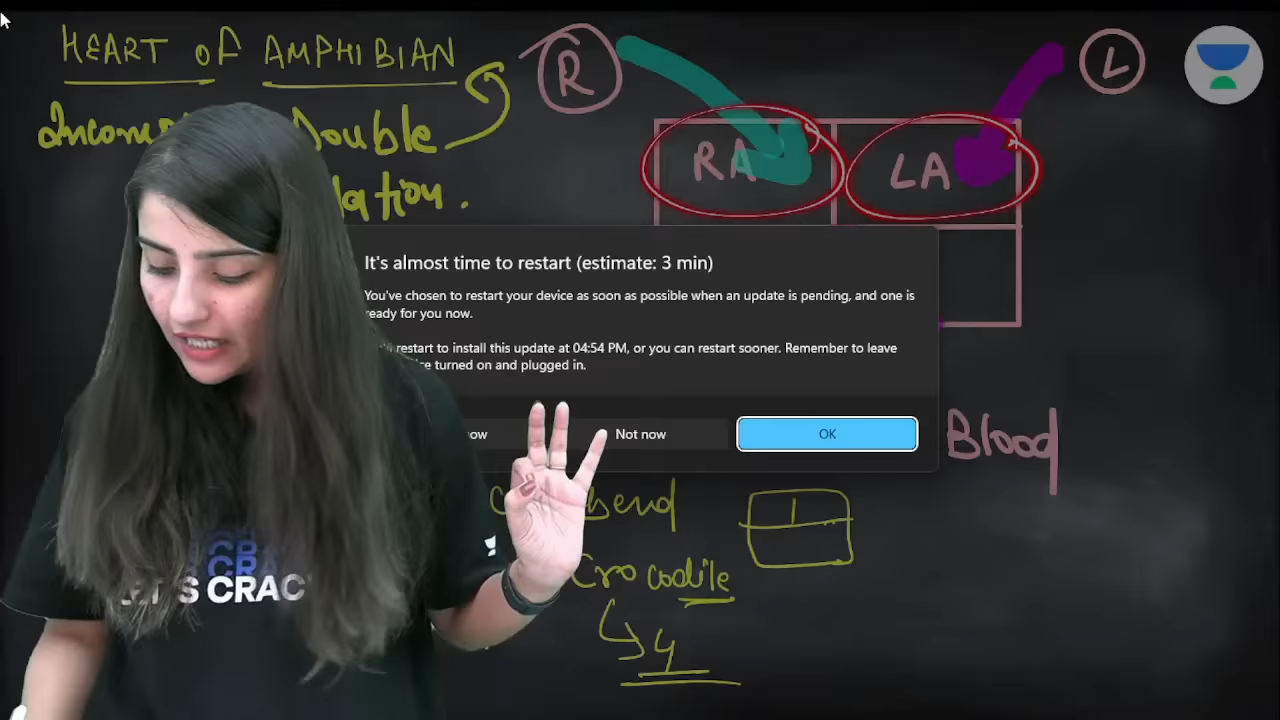 HEART OF AMPHIBIAN
R
L
Double
RA
LA
It's almost time to restart (estimate: 3 min)
You've chosen to restart your device as soon as possible when an update is pending, and one is
ready for you now.
restart to install this update at 04:54 PM, or you can restart sooner. Remember to leave
turned on and plugged in.
Not now
OK
Blood
Crocodile
4
LET'S CRAC